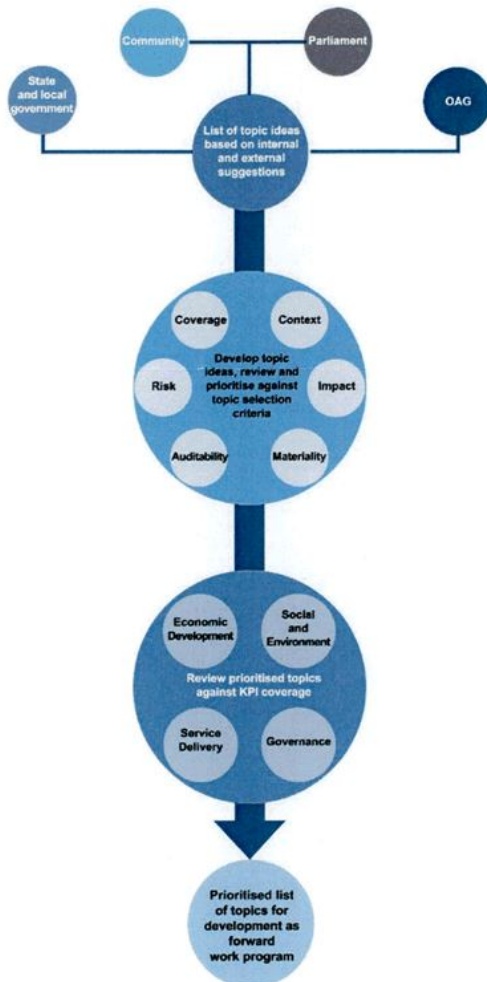 Community
Parliament
State
and local
government
OAG
List of topic ideas
based on internal
and external
suggestions
Coverage
Context
Develop topic
ideas, review and
prioritise against
topic selection
criteria
Risk
Impact
Auditability
Materiality
Economic
Development
Social
and
Environment
Review prioritised topics
against KPI coverage
Service
Delivery
Governance
Prioritised list
of topics for
development as
forward
work program